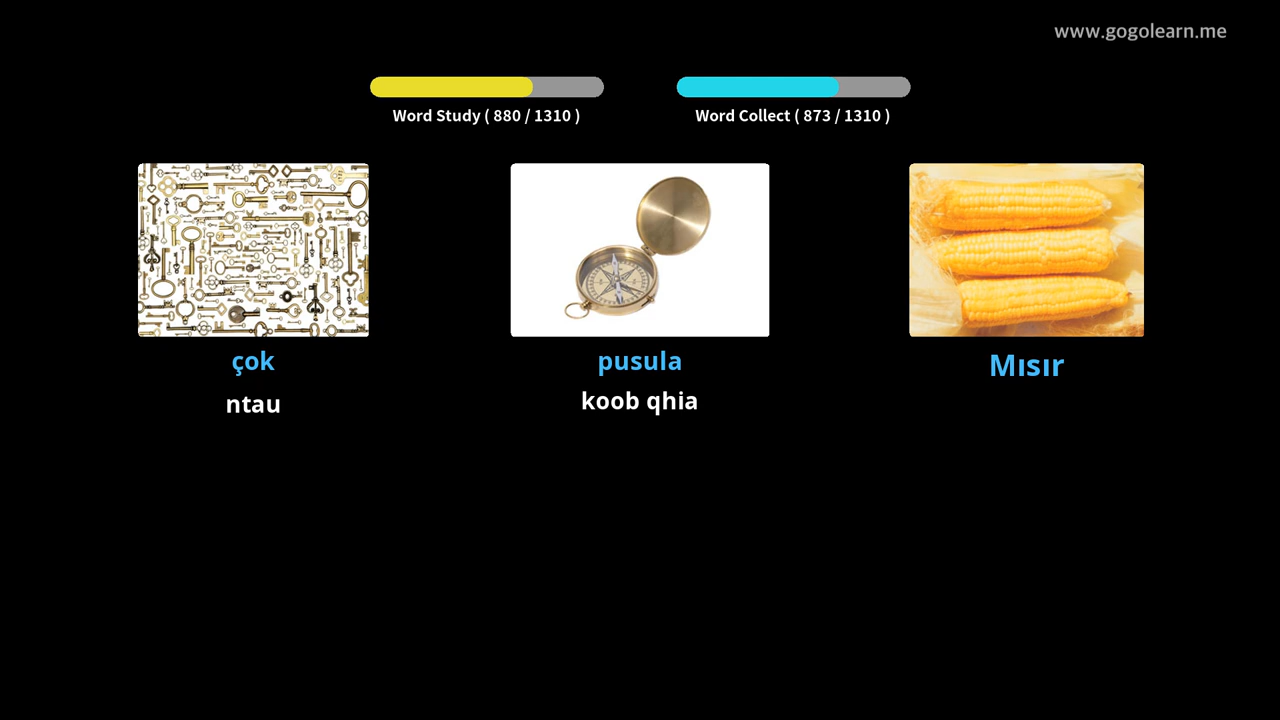 www.gogolearn.me
Word Study ( 880 / 1310 )
Word Collect ( 873 / 1310 )
çok
pusula
Mısır
ntau
koob qhia